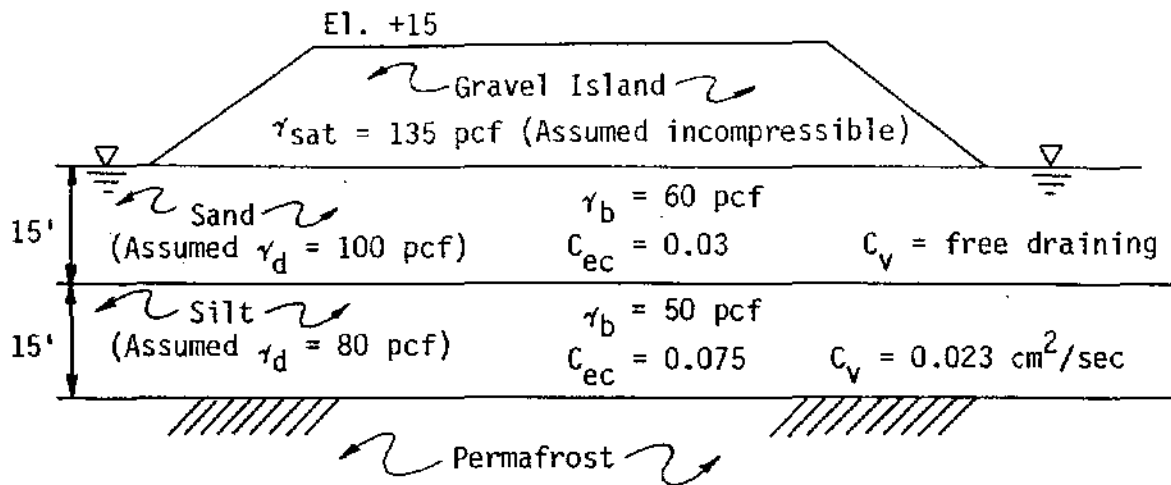 El. +15
Gravel Island
γsat = 135 pcf (Assumed incompressible)
15'
Sand
(Assumed γd = 100 pcf)
γb = 60 pcf
Cec = 0.03
Cv = free draining
15'
Silt
(Assumed γd = 80 pcf)
γb = 50 pcf
Cec = 0.075
Cv = 0.023 cm²/sec
Permafrost